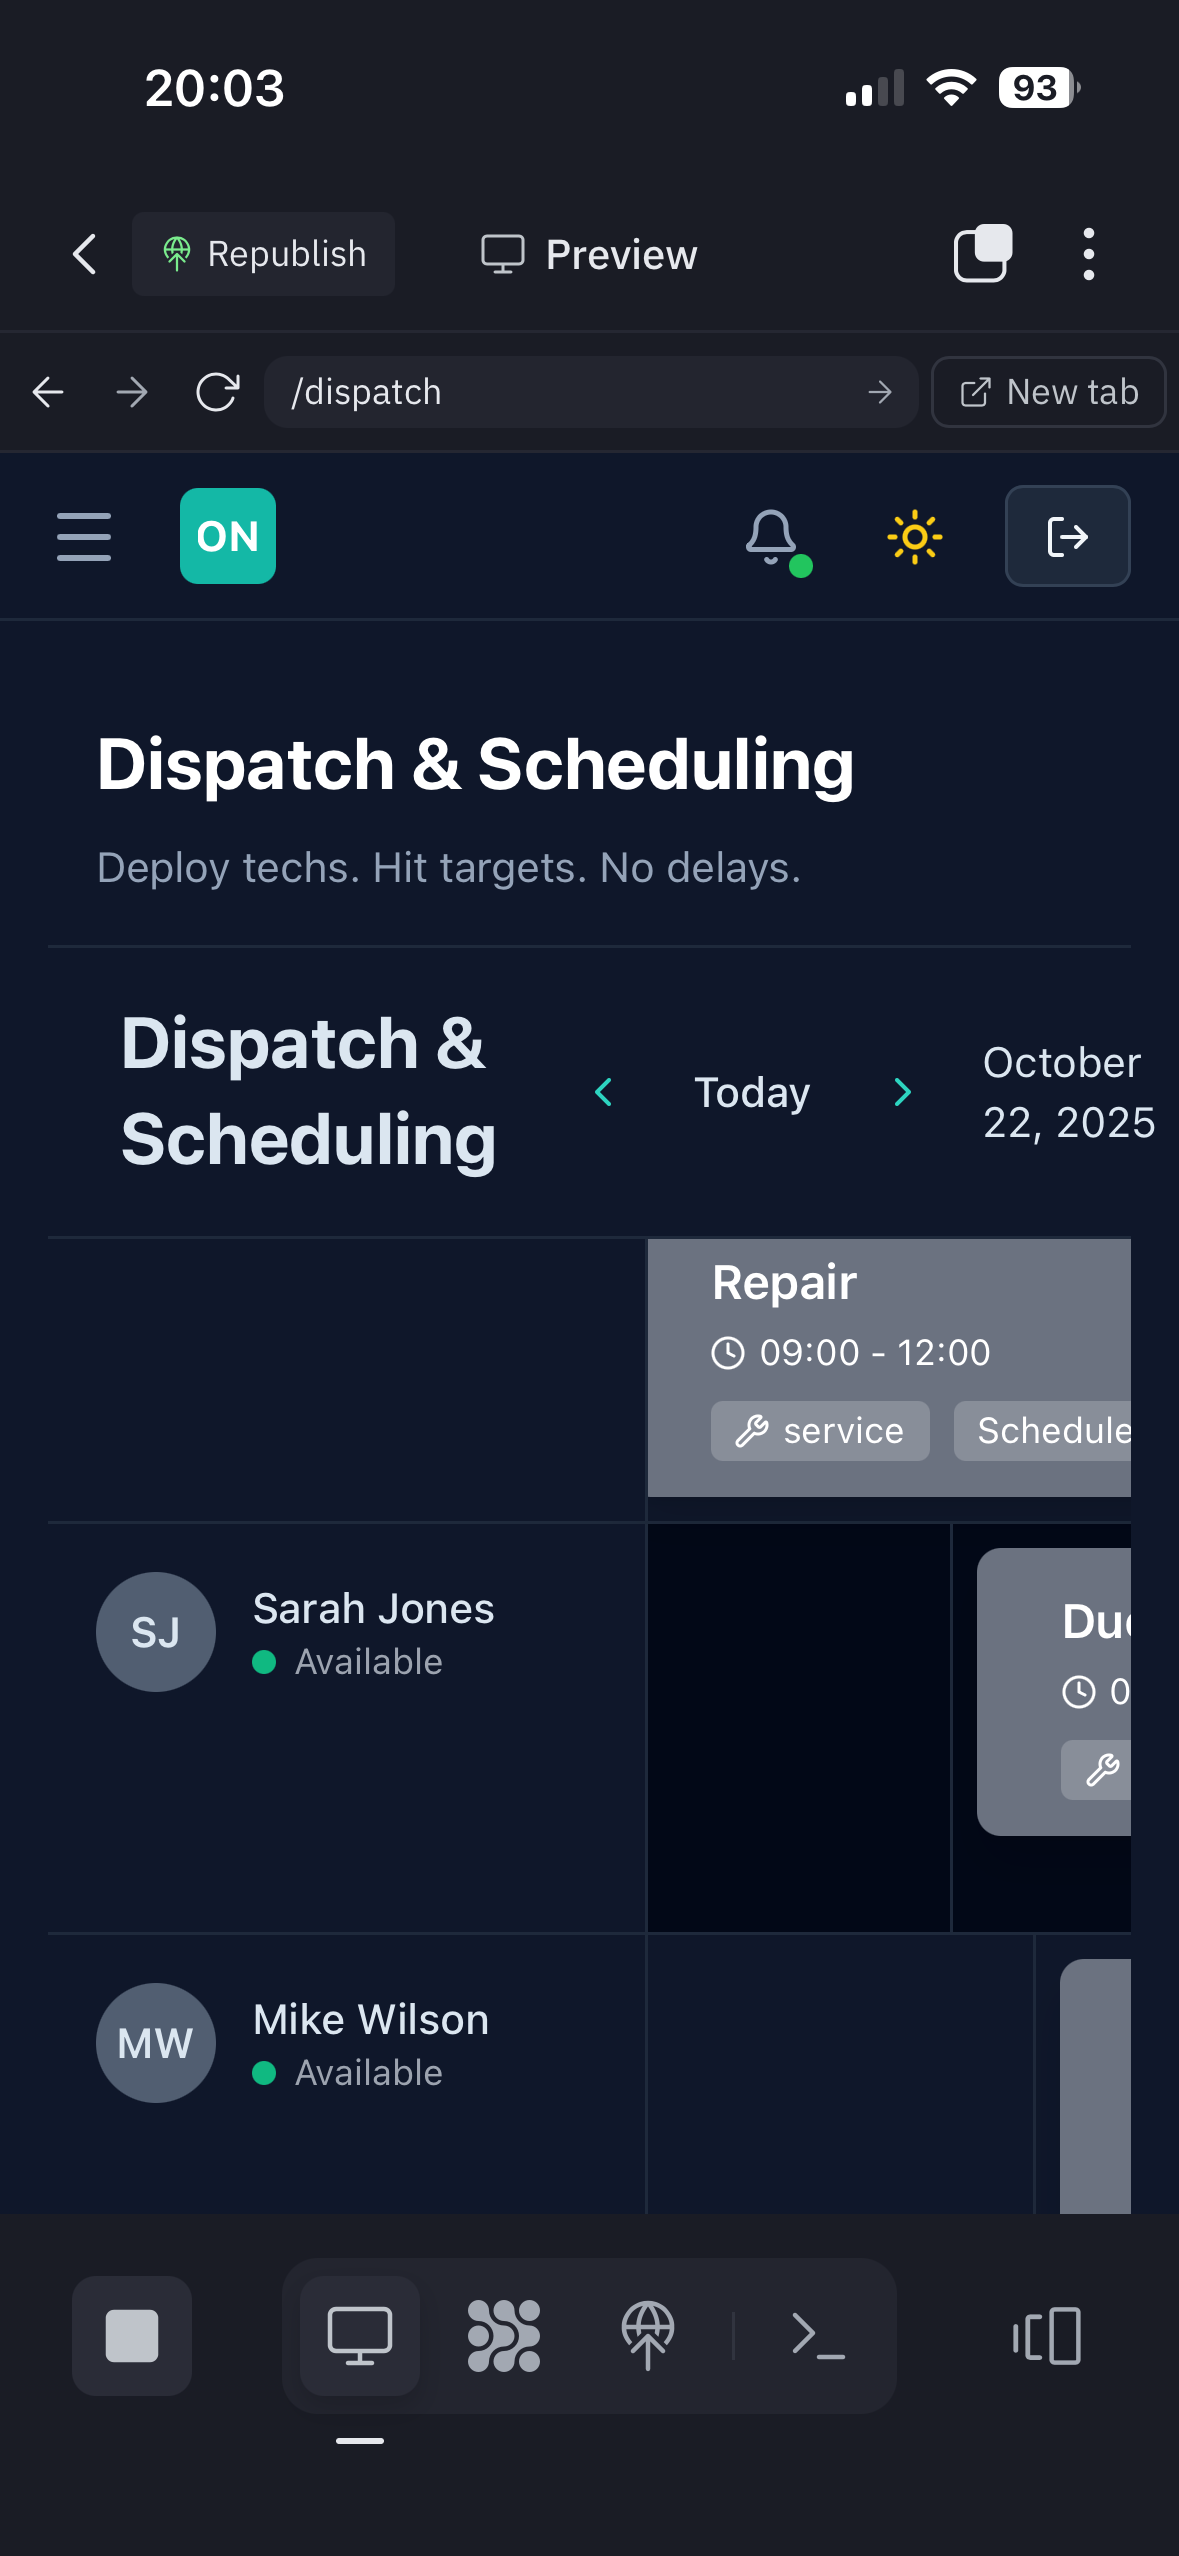 20:03
93
Republish
Preview
/dispatch
New tab
ON
Dispatch & Scheduling
Deploy techs. Hit targets. No delays.
Dispatch &
Scheduling
Today
October
22, 2025
Repair
09:00 - 12:00
service
Schedule
SJ
Sarah Jones
Available
Du
0
MW
Mike Wilson
Available